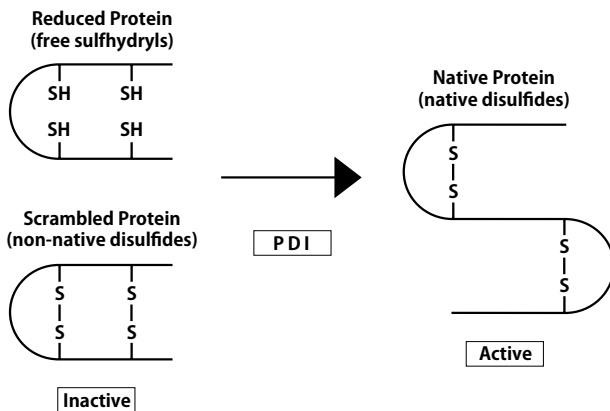 Reduced Protein
(free sulfhydryls)
SH SH
SH SH
Scrambled Protein
(non-native disulfides)
S S
S S
Inactive
P D I
Native Protein
(native disulfides)
S
S
S
S
Active